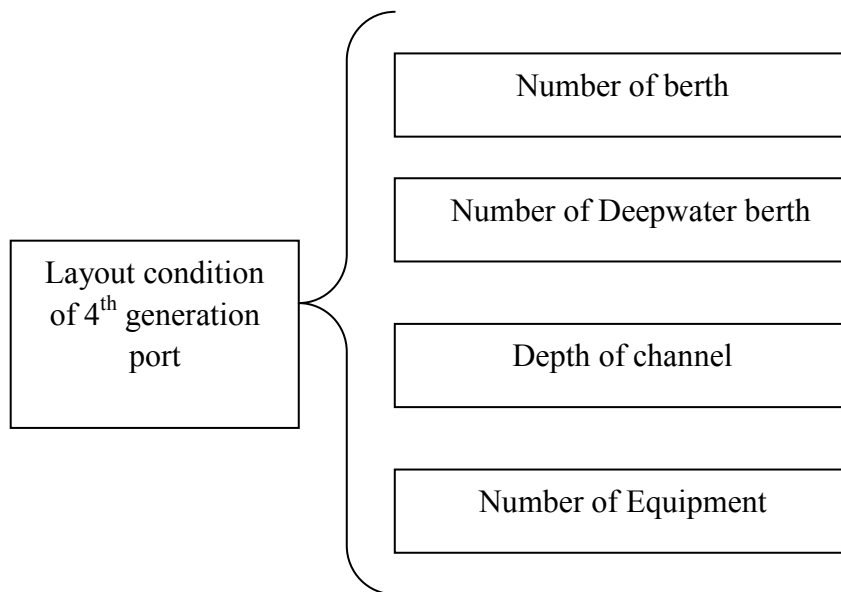 Number of berth
Number of Deepwater berth
Layout condition
of 4th generation
port
Depth of channel
Number of Equipment